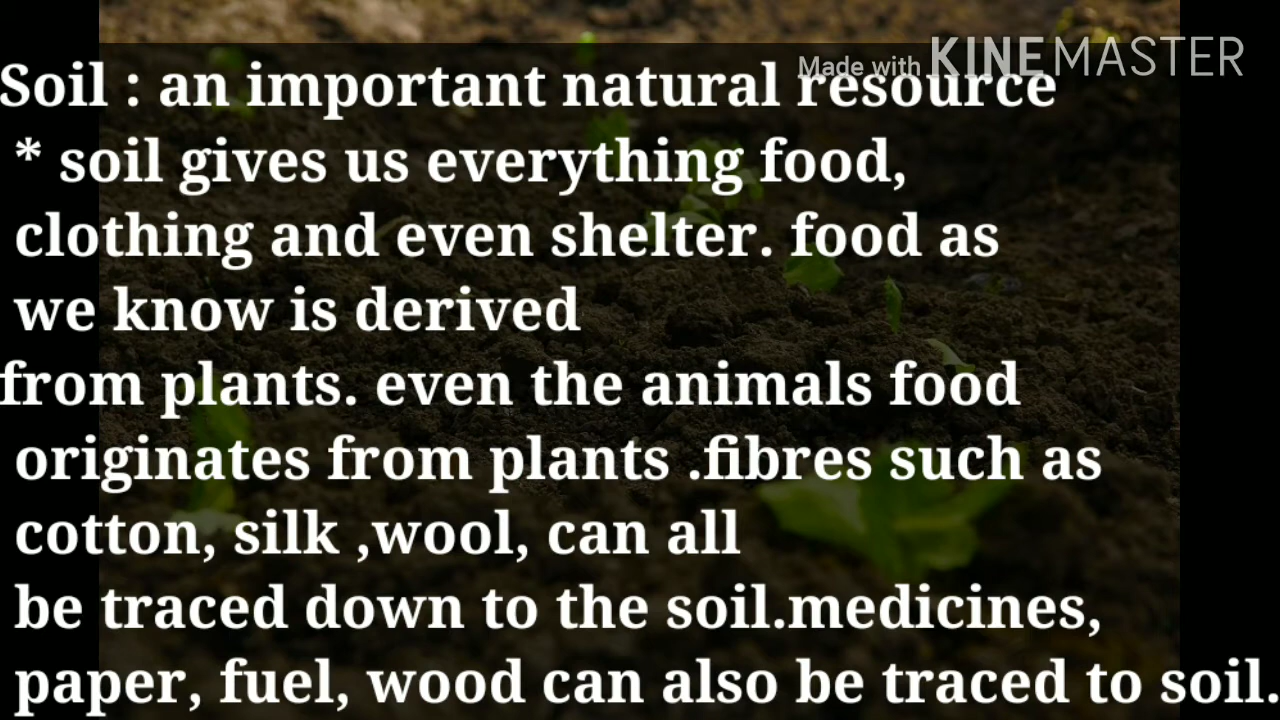 Made with KINEMASTER
Soil : an important natural resource
* soil gives us everything food,
clothing and even shelter. food as
we know is derived
from plants. even the animals food
originates from plants .fibres such as
cotton, silk ,wool, can all
be traced down to the soil.medicines,
paper, fuel, wood can also be traced to soil.